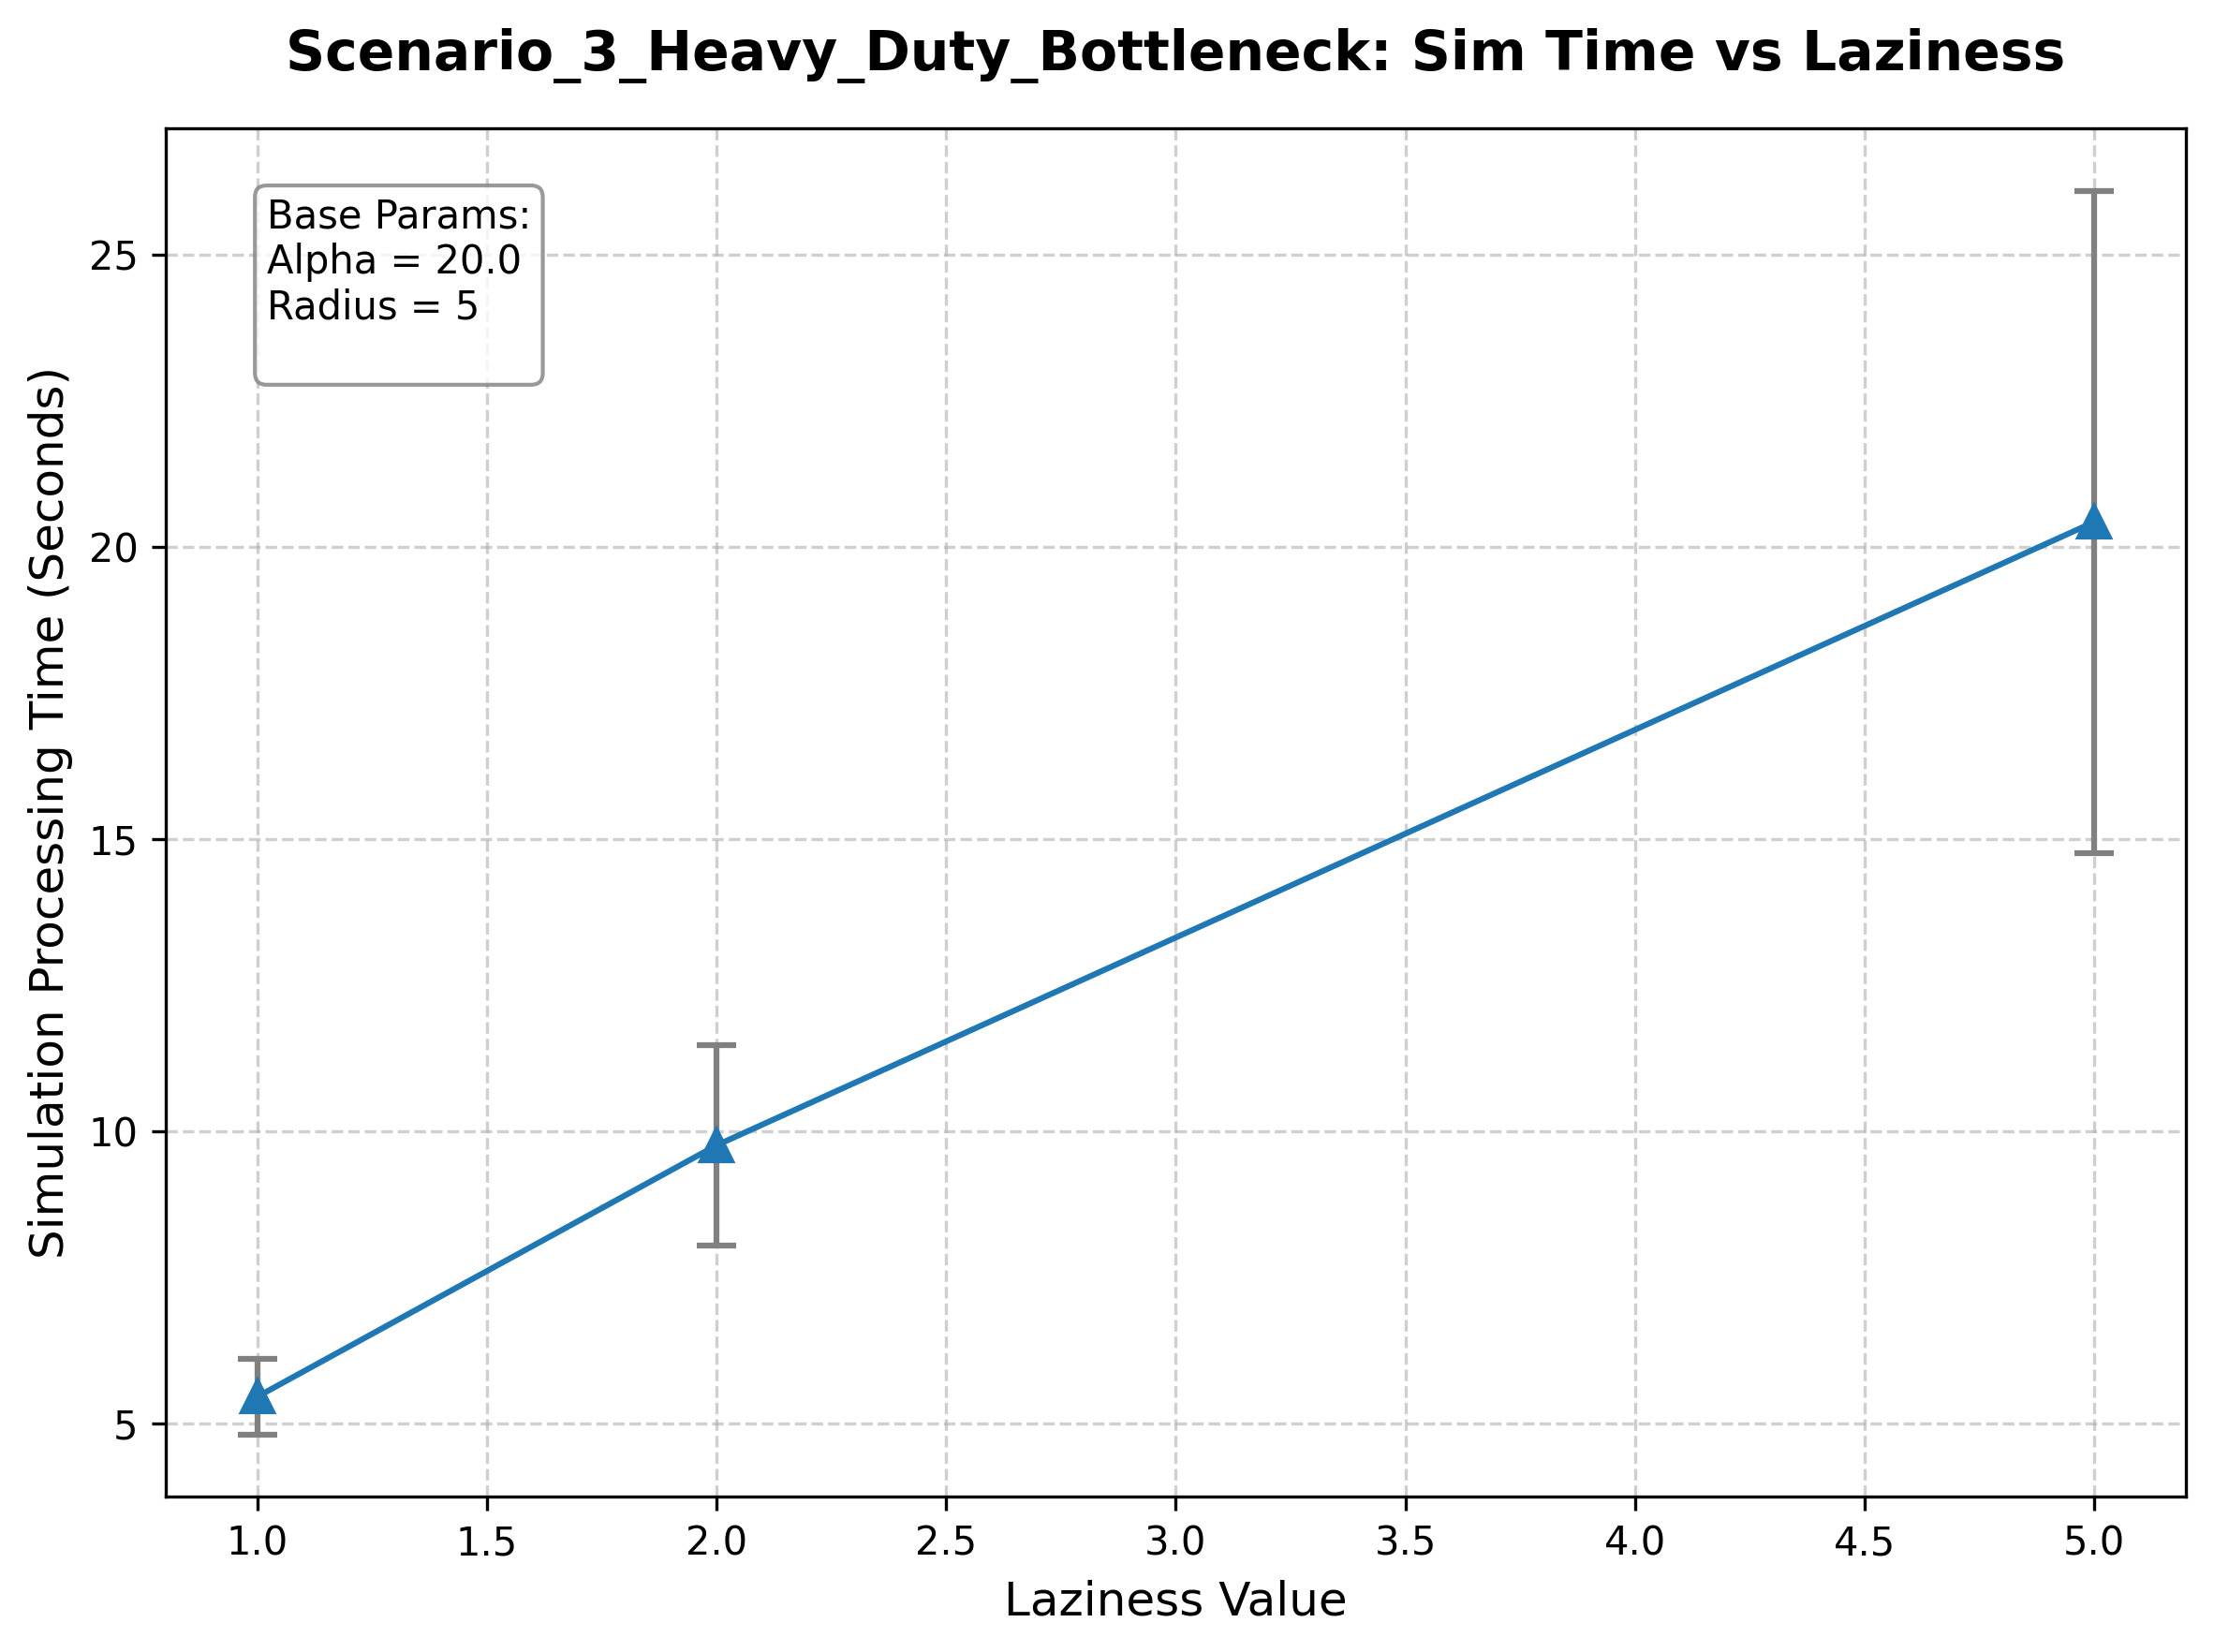 Scenario_3_Heavy_Duty_Bottleneck: Sim Time vs Laziness
Base Params:
Alpha = 20.0
Radius = 5
Simulation Processing Time (Seconds)
25
20
15
10
5
1.0 1.5 2.0 2.5 3.0 3.5 4.0 4.5 5.0
Laziness Value